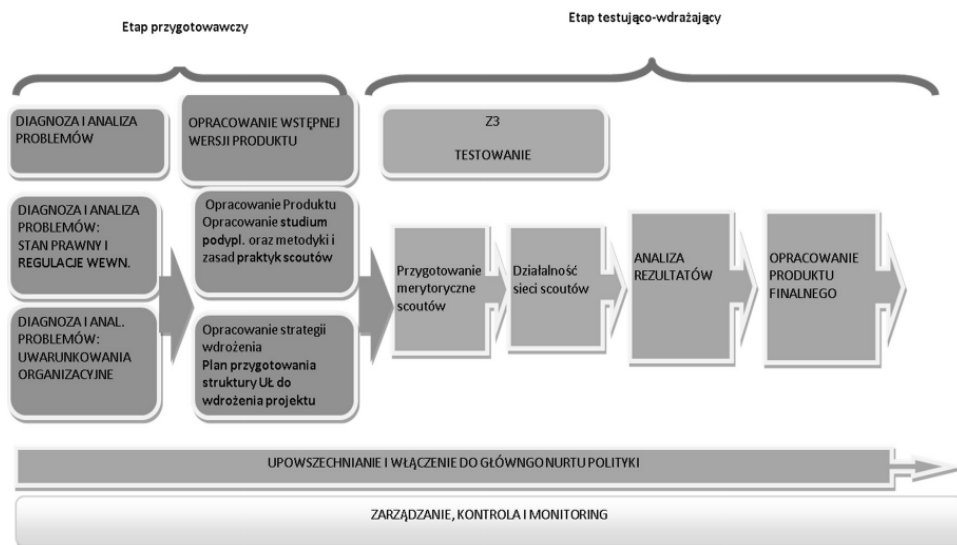 Etap przygotowawczy
Etap testująco-wdrażający
DIAGNOZA I ANALIZA
PROBLEMÓW
OPRACOWANIE WSTĘPNEJ
WERSJI PRODUKTU
Z3
TESTOWANIE
DIAGNOZA I ANALIZA
PROBLEMÓW:
STAN PRAWNY I
REGULACJE WEWN.
DIAGNOZA I ANAL.
PROBLEMÓW:
UWARUNKOWANIA
ORGANIZACYJNE
Opracowanie Produktu
Opracowanie studium
podypl. oraz metodyki i
zasad praktyk scoutów
Opracowanie strategii
wdrożenia
Plan przygotowania
struktury UŁ do
wdrożenia projektu
Przygotowanie
merytoryczne
scoutów
Działalność
sieci scoutów
ANALIZA
REZULTATÓW
OPRACOWANIE
PRODUKTU
FINALNEGO
UPOWSZECHNIANIE I WŁĄCZENIE DO GŁÓWNGO NURTU POLITYKI
ZARZĄDZANIE, KONTROLA I MONITORING